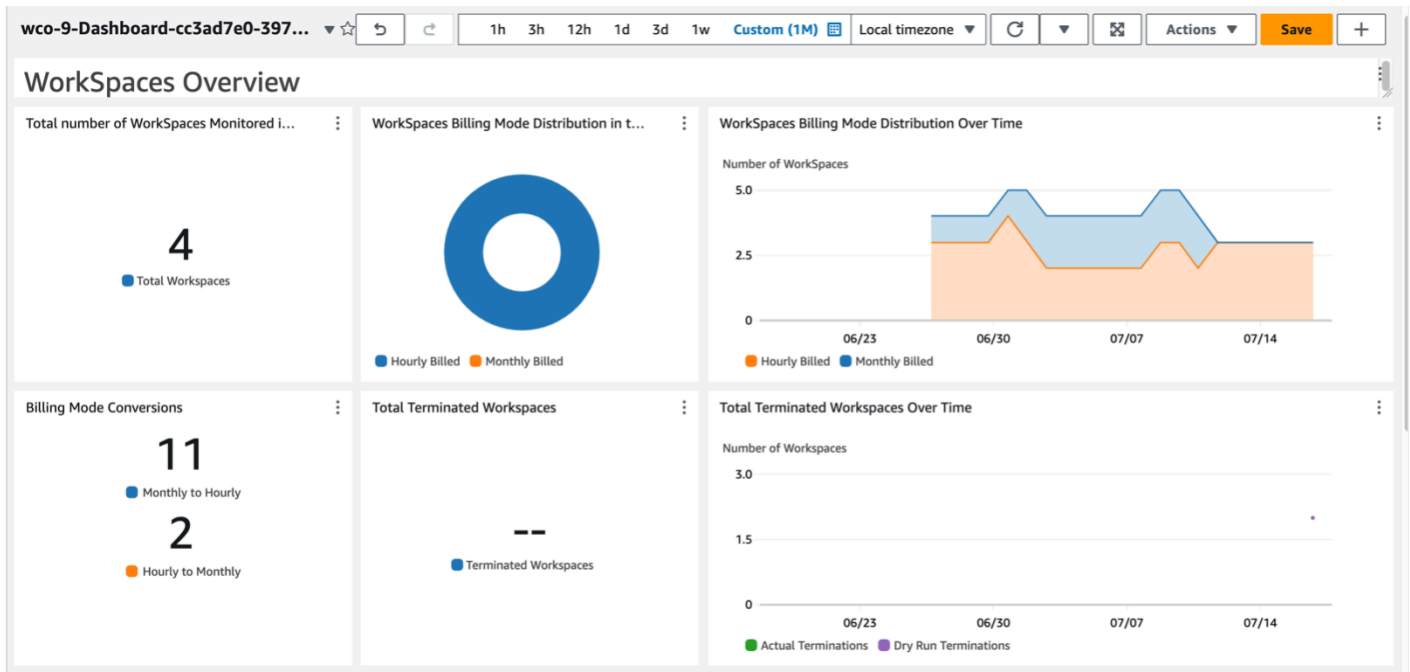 wco-9-Dashboard-cc3ad7e0-397...
1h 3h 12h 1d 3d 1w Custom (1M) Local timezone Actions Save
WorkSpaces Overview
Total number of WorkSpaces Monitored i...
4
Total Workspaces
WorkSpaces Billing Mode Distribution in t...
Hourly Billed Monthly Billed
WorkSpaces Billing Mode Distribution Over Time
Number of WorkSpaces
5.0
2.5
0
06/23 06/30 07/07 07/14
Hourly Billed Monthly Billed
Billing Mode Conversions
11
Monthly to Hourly
2
Hourly to Monthly
Total Terminated Workspaces
--
Terminated Workspaces
Total Terminated Workspaces Over Time
Number of Workspaces
3.0
1.5
0
06/23 06/30 07/07 07/14
Actual Terminations Dry Run Terminations